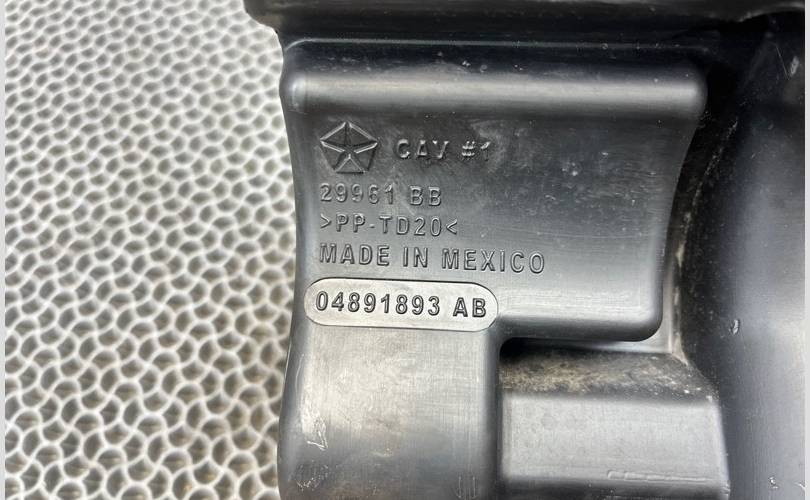 CAV #1
29961 BB
>PP-TD20<
MADE IN MEXICO
04891893 AB